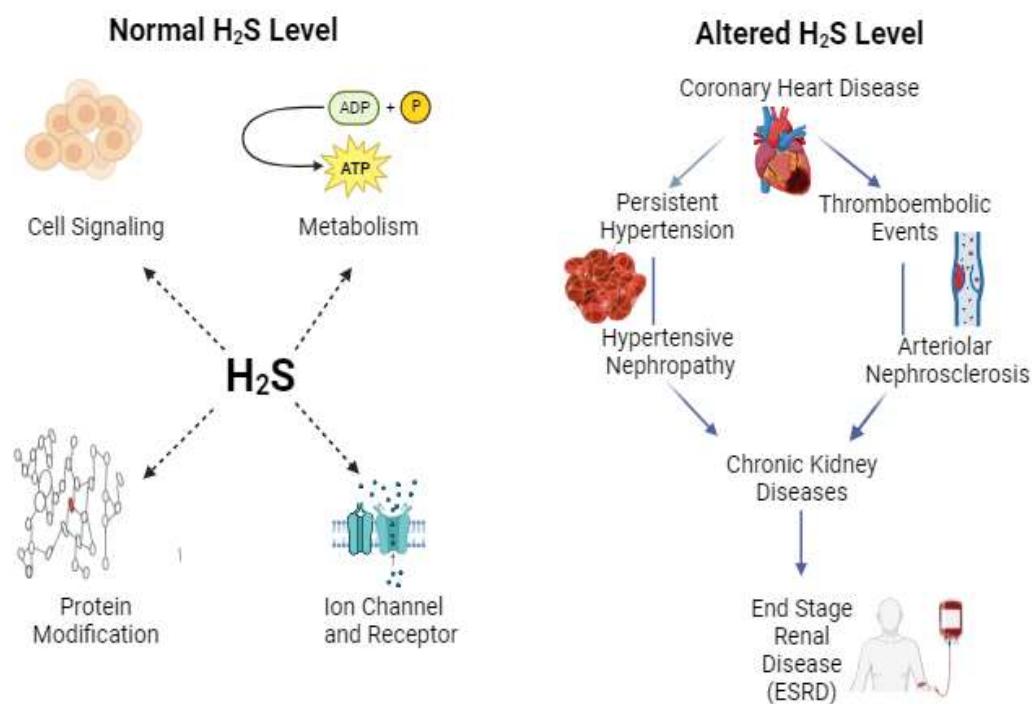 Normal H₂S Level
ADP + P
ATP
Cell Signaling
Metabolism
H₂S
Protein
Modification
Ion Channel
and Receptor
Altered H₂S Level
Coronary Heart Disease
Persistent
Hypertension
Thromboembolic
Events
Hypertensive
Nephropathy
Arteriolar
Nephrosclerosis
Chronic Kidney
Diseases
End Stage
Renal
Disease
(ESRD)